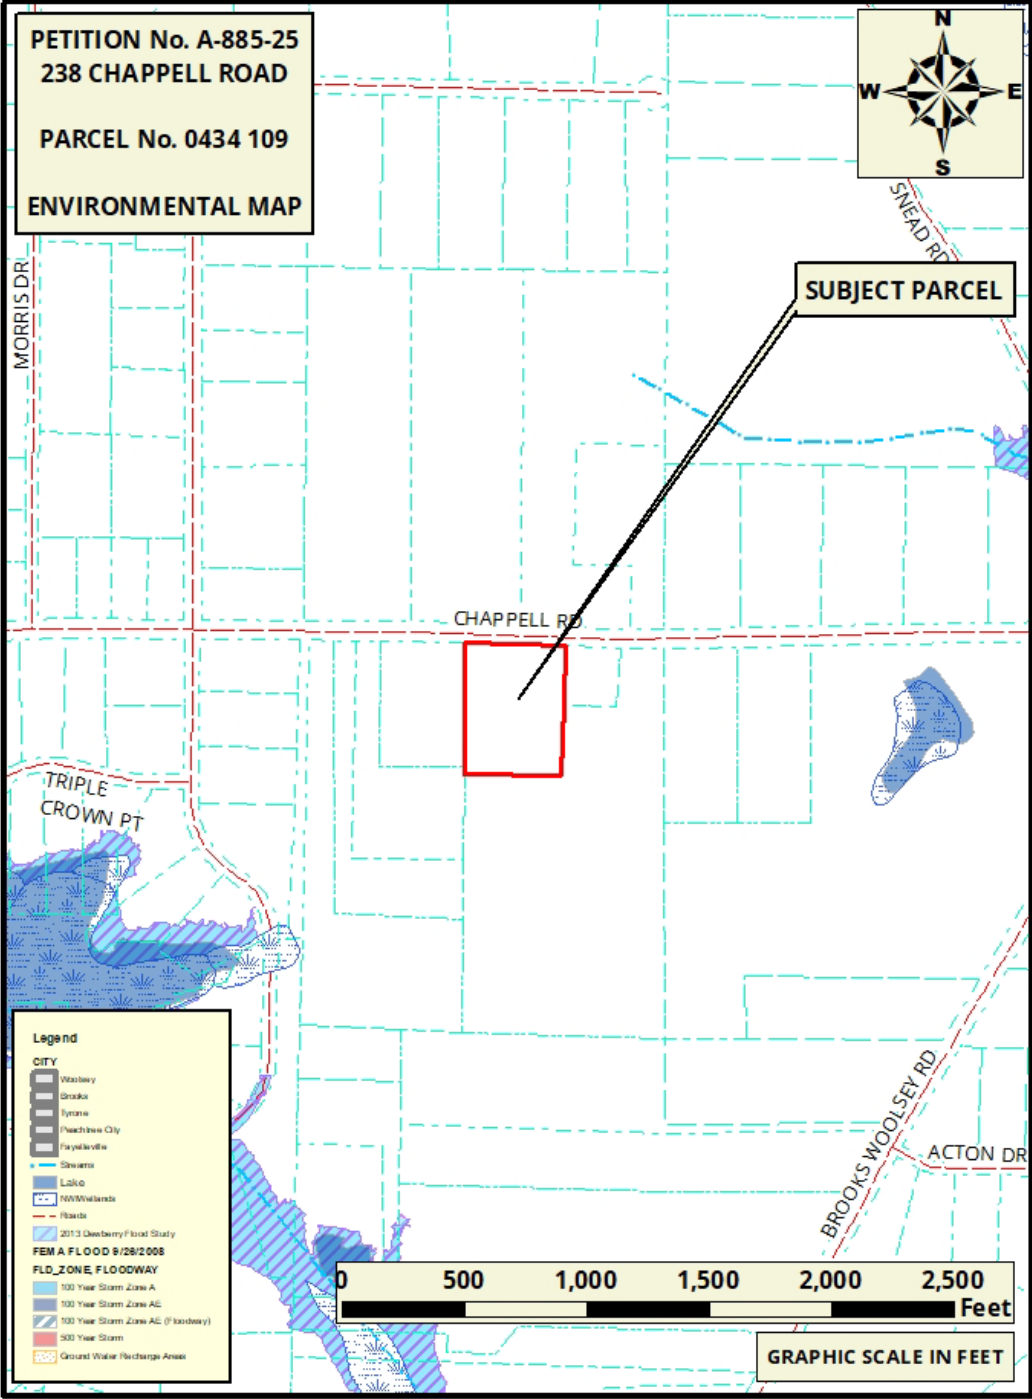 PETITION No. A-885-25
238 CHAPPELL ROAD
PARCEL No. 0434 109
ENVIRONMENTAL MAP
N
W
E
S
SNEAD RD
MORRIS DR
SUBJECT PARCEL
CHAPPELL RD
TRIPLE
CROWN PT
BROOKS WOOLSEY RD
ACTON DR
Legend
CITY
Woolsey
Brooks
Tyrone
Peachtree City
Fayetteville
Streams
Lake
NWIWetlands
Roads
2013 Dewberry Flood Study
FEMA FLOOD 9/26/2008
FLD_ZONE, FLOODWAY
100 Year Storm Zone A
100 Year Storm Zone AE
100 Year Storm Zone AE (Floodway)
500 Year Storm
Ground Water Recharge Areas
0 500 1,000 1,500 2,000 2,500
Feet
GRAPHIC SCALE IN FEET